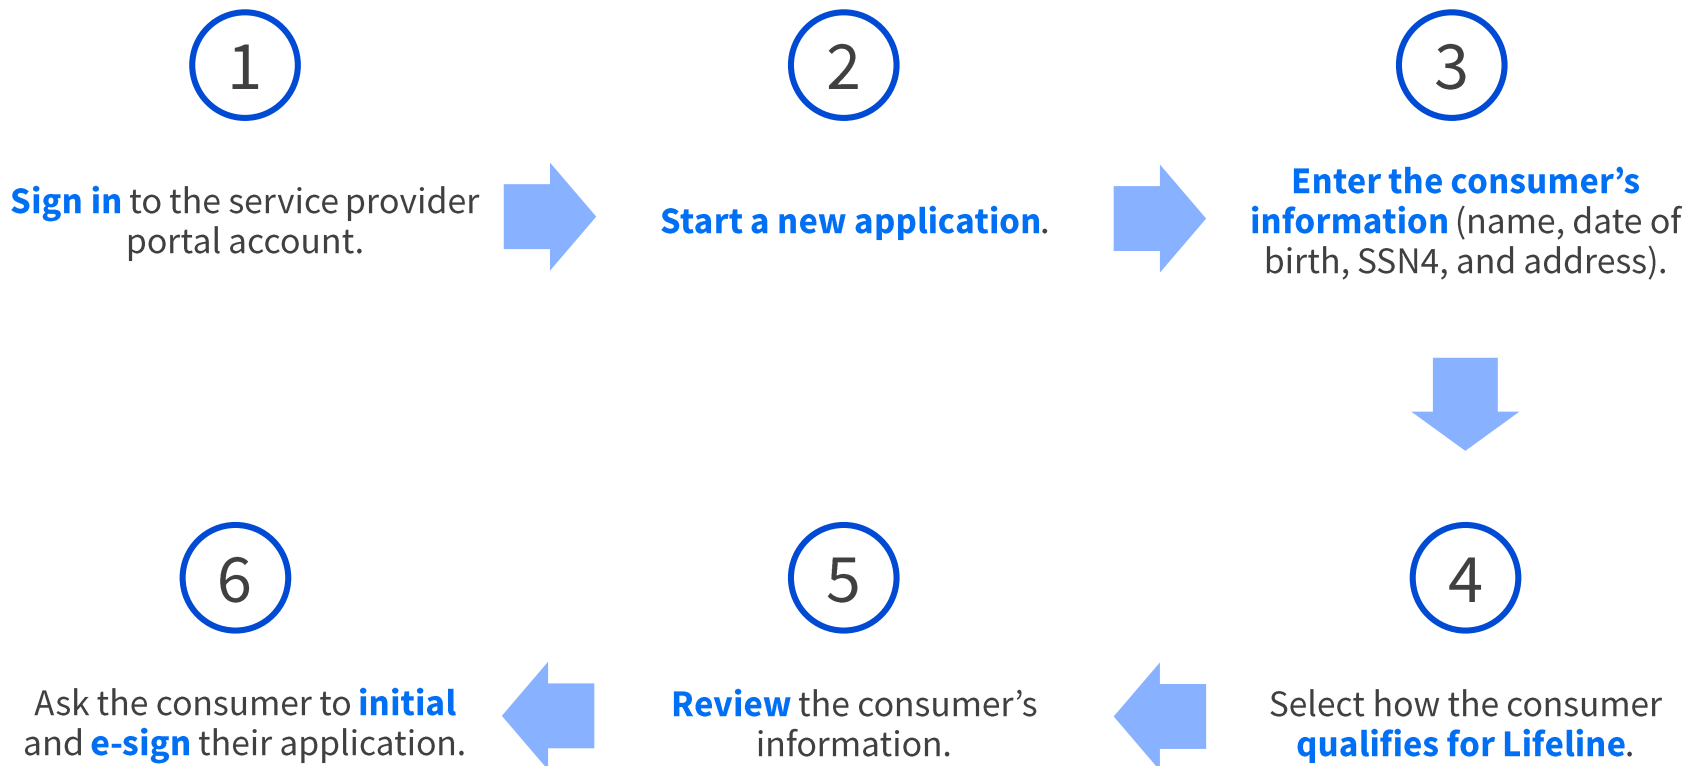 1
Sign in to the service provider
portal account.
2
Start a new application.
3
Enter the consumer’s
information (name, date of
birth, SSN4, and address).
4
Select how the consumer
qualifies for Lifeline.
5
Review the consumer’s
information.
6
Ask the consumer to initial
and e-sign their application.